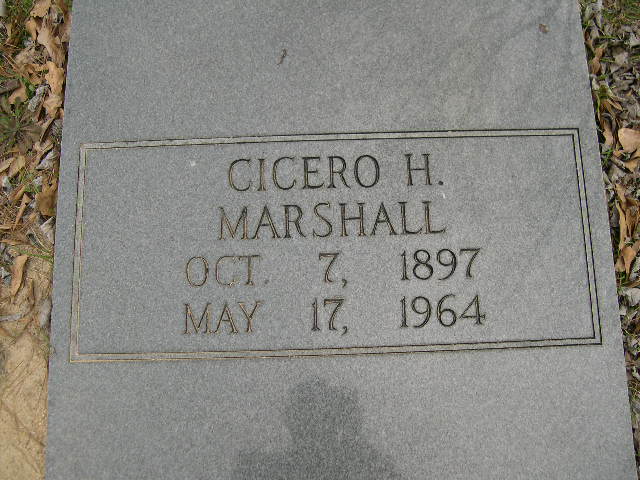 CICERO H.
MARSHALL
OCT. 7, 1897
MAY 17, 1964